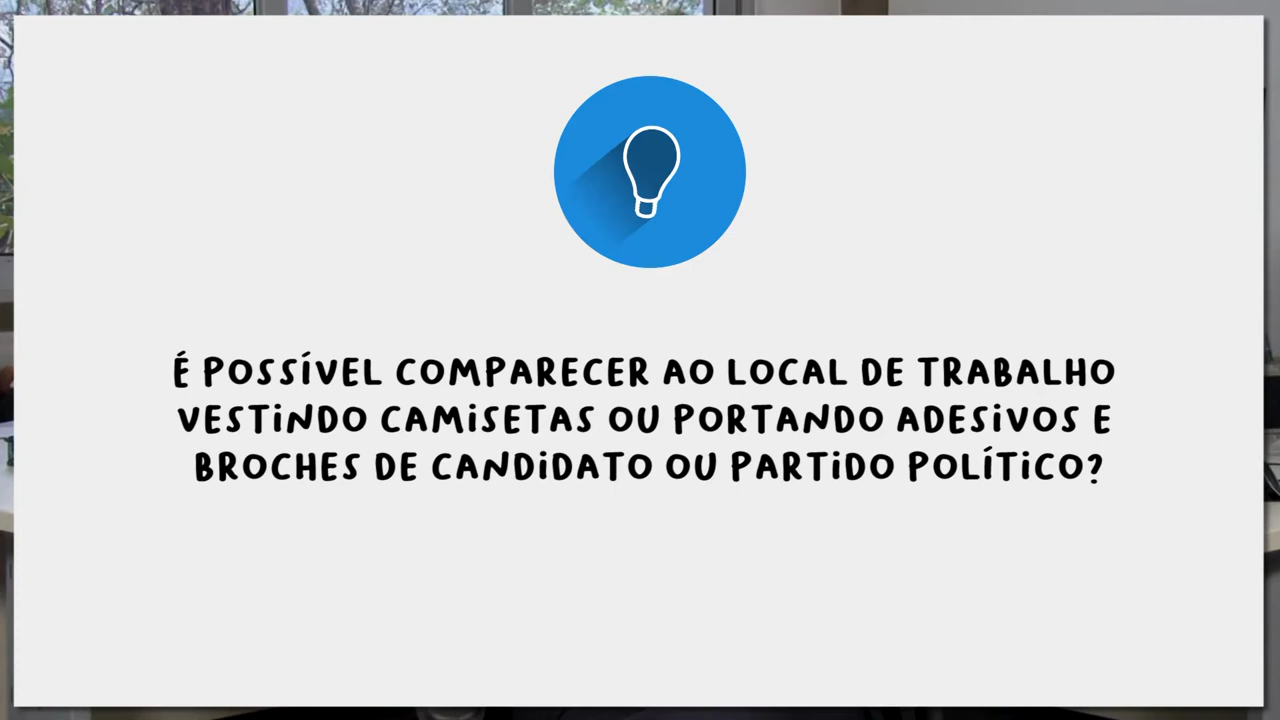 É POSSÍVEL COMPARECER AO LOCAL DE TRABALHO
VESTINDO CAMISETAS OU PORTANDO ADESIVOS E
BROCHES DE CANDIDATO OU PARTIDO POLÍTICO?